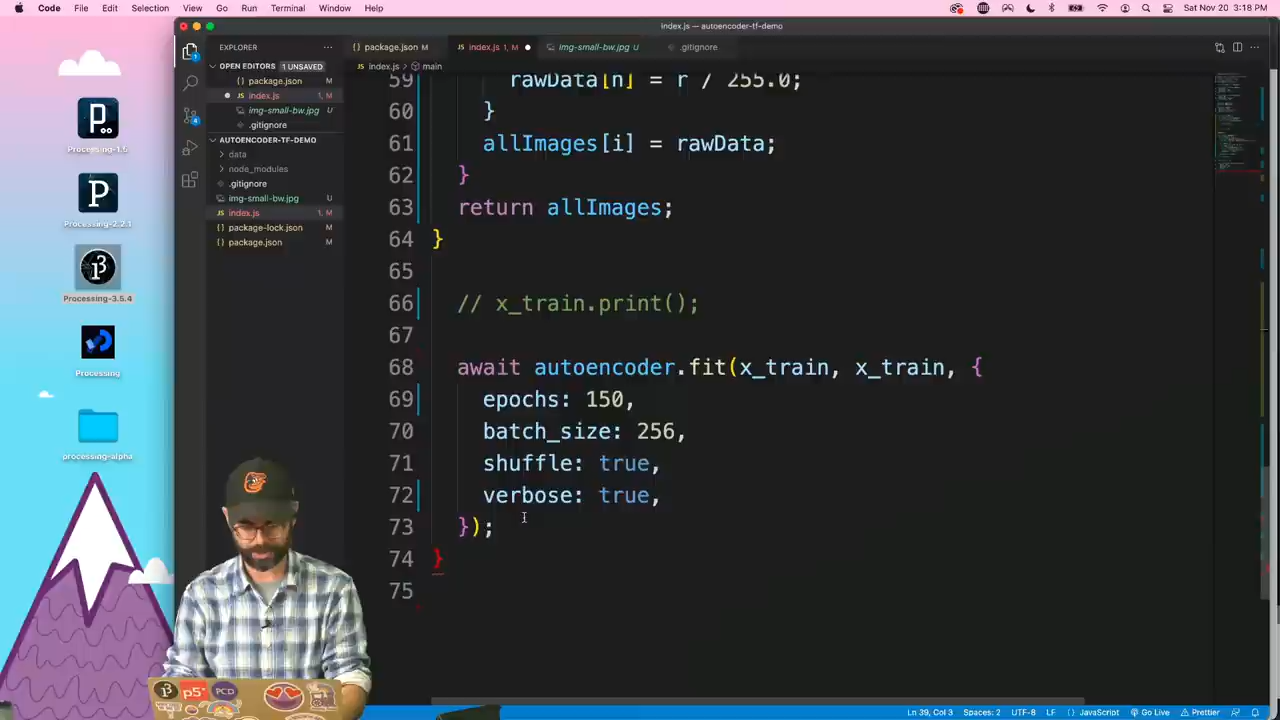 Code File Edit Selection View Go Run Terminal Window Help
Sat Nov 20 3:18 PM
index.js — autoencoder-tf-demo
EXPLORER
package.json M
index.js 1, M
img-small-bw.jpg U
.gitignore
OPEN EDITORS 1 UNSAVED
index.js > main
package.json M
index.js 1, M
img-small-bw.jpg U
.gitignore
AUTOENCODER-TF-DEMO
data
node_modules
.gitignore
img-small-bw.jpg U
index.js 1, M
package-lock.json M
package.json M
59 rawData[n] = r / 255.0;
60 }
61 allImages[i] = rawData;
62 }
63 return allImages;
64 }
65
66 // x_train.print();
67
68 await autoencoder.fit(x_train, x_train, {
69 epochs: 150,
70 batch_size: 256,
71 shuffle: true,
72 verbose: true,
73 });
74 }
75
Processing-2.2.1
Processing-3.5.4
Processing
processing-alpha
p5*
PCD
Ln 39, Col 3 Spaces: 2 UTF-8 LF JavaScript Go Live Prettier